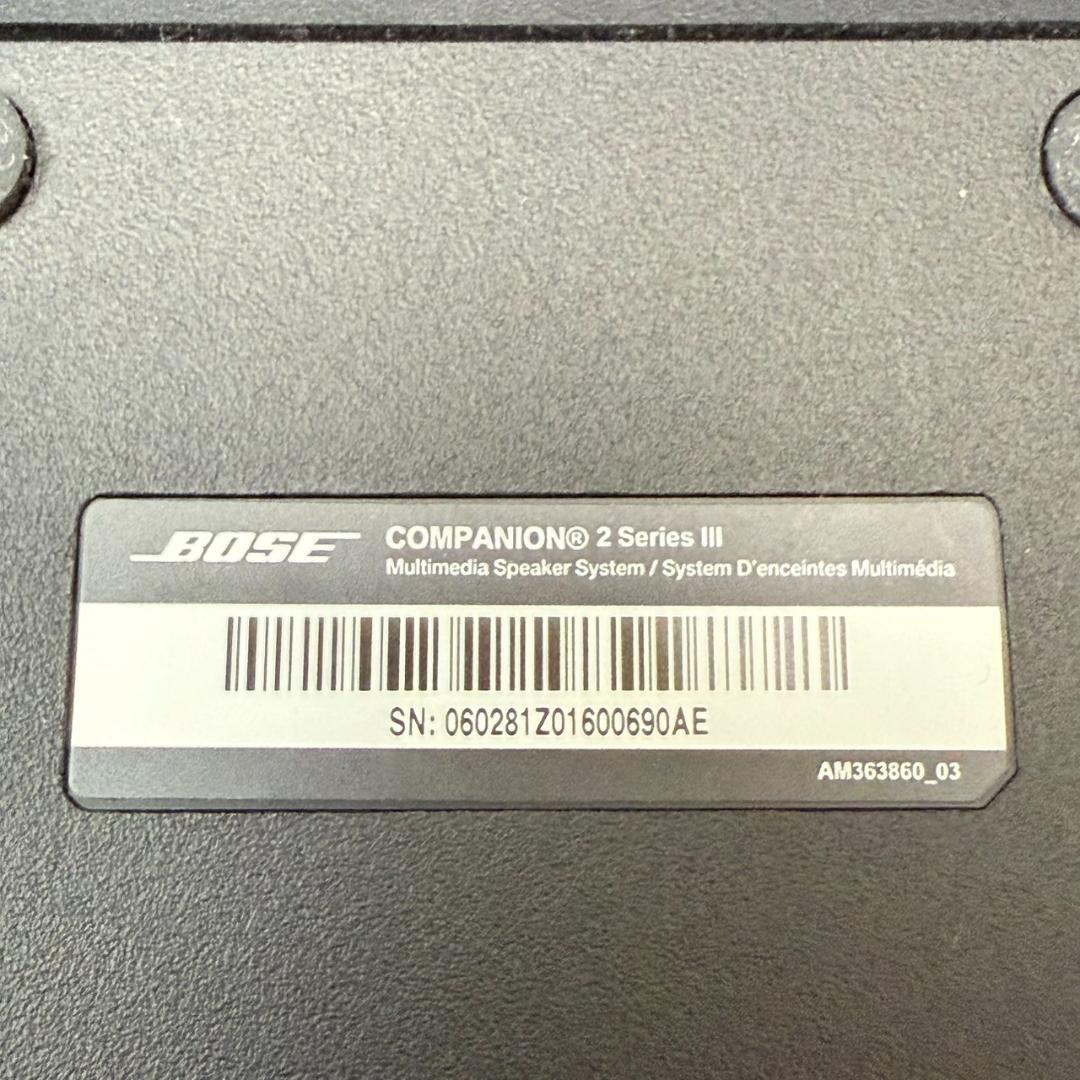 BOSE
COMPANION® 2 Series III
Multimedia Speaker System / System D'enceintes Multimédia
SN: 060281Z01600690AE
AM363860_03